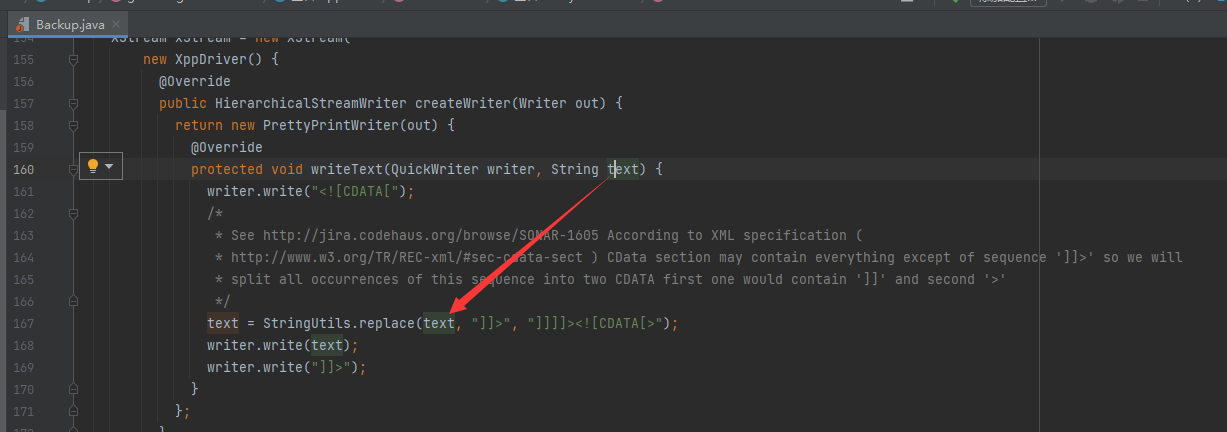 Backup.java
154 XStream xStream = new XStream(
155 new XppDriver() {
156 @Override
157 public HierarchicalStreamWriter createWriter(Writer out) {
158 return new PrettyPrintWriter(out) {
159 @Override
160 protected void writeText(QuickWriter writer, String text) {
161 writer.write("<![CDATA[");
162 /*
163 * See http://jira.codehaus.org/browse/SONAR-1605 According to XML specification (
164 * http://www.w3.org/TR/REC-xml/#sec-cdata-sect ) CData section may contain everything except of sequence ']]>' so we will
165 * split all occurrences of this sequence into two CDATA first one would contain ']]' and second '>'
166 */
167 text = StringUtils.replace(text, "]]>", "]]]]><![CDATA[>");
168 writer.write(text);
169 writer.write("]]>");
170 }
171 };
172 }